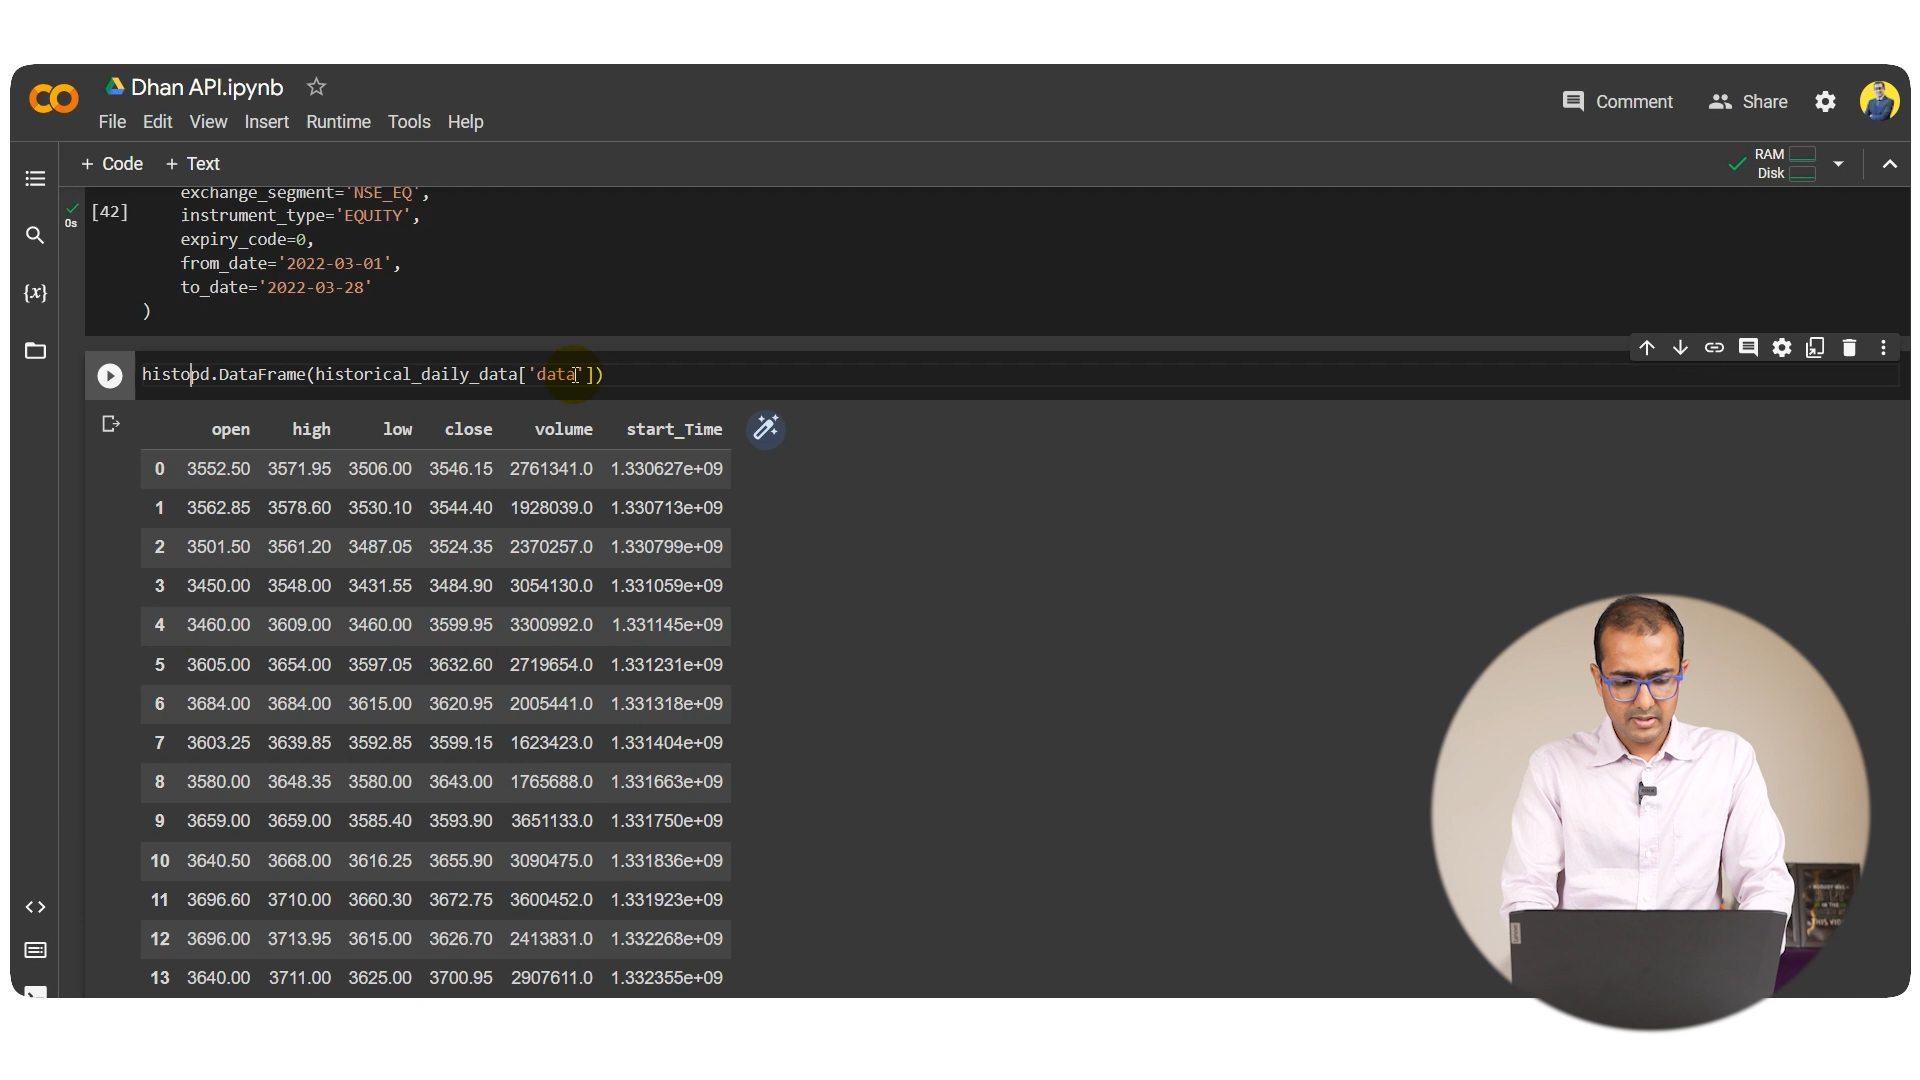 Dhan API.ipynb
Comment
Share
File Edit View Insert Runtime Tools Help
+ Code + Text
RAM
Disk
exchange_segment='NSE_EQ',
[42]
0s
instrument_type='EQUITY',
expiry_code=0,
from_date='2022-03-01',
to_date='2022-03-28'
)
{x}
histopd.DataFrame(historical_daily_data['data'])
open high low close volume start_Time
0 3552.50 3571.95 3506.00 3546.15 2761341.0 1.330627e+09
1 3562.85 3578.60 3530.10 3544.40 1928039.0 1.330713e+09
2 3501.50 3561.20 3487.05 3524.35 2370257.0 1.330799e+09
3 3450.00 3548.00 3431.55 3484.90 3054130.0 1.331059e+09
4 3460.00 3609.00 3460.00 3599.95 3300992.0 1.331145e+09
5 3605.00 3654.00 3597.05 3632.60 2719654.0 1.331231e+09
6 3684.00 3684.00 3615.00 3620.95 2005441.0 1.331318e+09
7 3603.25 3639.85 3592.85 3599.15 1623423.0 1.331404e+09
8 3580.00 3648.35 3580.00 3643.00 1765688.0 1.331663e+09
9 3659.00 3659.00 3585.40 3593.90 3651133.0 1.331750e+09
10 3640.50 3668.00 3616.25 3655.90 3090475.0 1.331836e+09
11 3696.60 3710.00 3660.30 3672.75 3600452.0 1.331923e+09
12 3696.00 3713.95 3615.00 3626.70 2413831.0 1.332268e+09
13 3640.00 3711.00 3625.00 3700.95 2907611.0 1.332355e+09